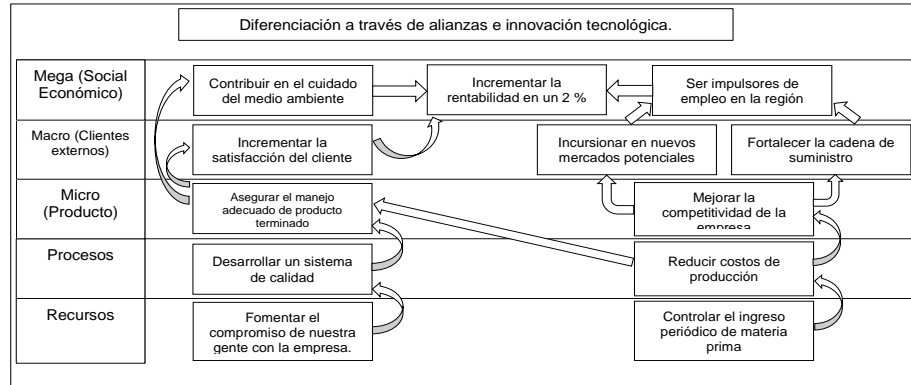 Diferenciación a través de alianzas e innovación tecnológica.
Mega (Social
Económico)
Contribuir en el cuidado
del medio ambiente
Incrementar la
rentabilidad en un 2 %
Ser impulsores de
empleo en la región
Macro (Clientes
externos)
Incrementar la
satisfacción del cliente
Incursionar en nuevos
mercados potenciales
Fortalecer la cadena de
suministro
Micro
(Producto)
Asegurar el manejo
adecuado de producto
terminado
Mejorar la
competitividad de la
empresa
Procesos
Desarrollar un sistema
de calidad
Reducir costos de
producción
Recursos
Fomentar el
compromiso de nuestra
gente con la empresa.
Controlar el ingreso
periódico de materia
prima